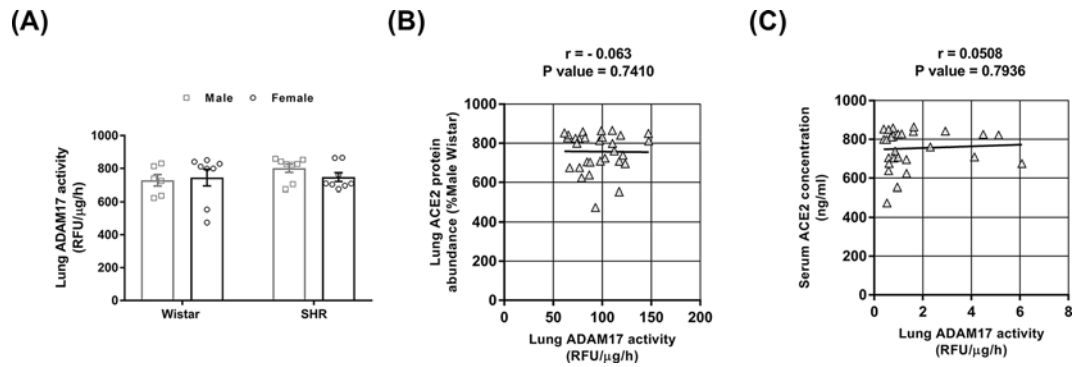 (A)
Male Female
Lung ADAM17 activity
(RFU/μg/h)
1000
800
600
400
200
0
Wistar SHR
(B)
r = - 0.063
P value = 0.7410
Lung ACE2 protein
abundance (%Male Wistar)
1000
800
600
400
200
0
0 50 100 150 200
Lung ADAM17 activity
(RFU/μg/h)
(C)
r = 0.0508
P value = 0.7936
Serum ACE2 concentration
(ng/ml)
1000
800
600
400
200
0
0 2 4 6 8
Lung ADAM17 activity
(RFU/μg/h)